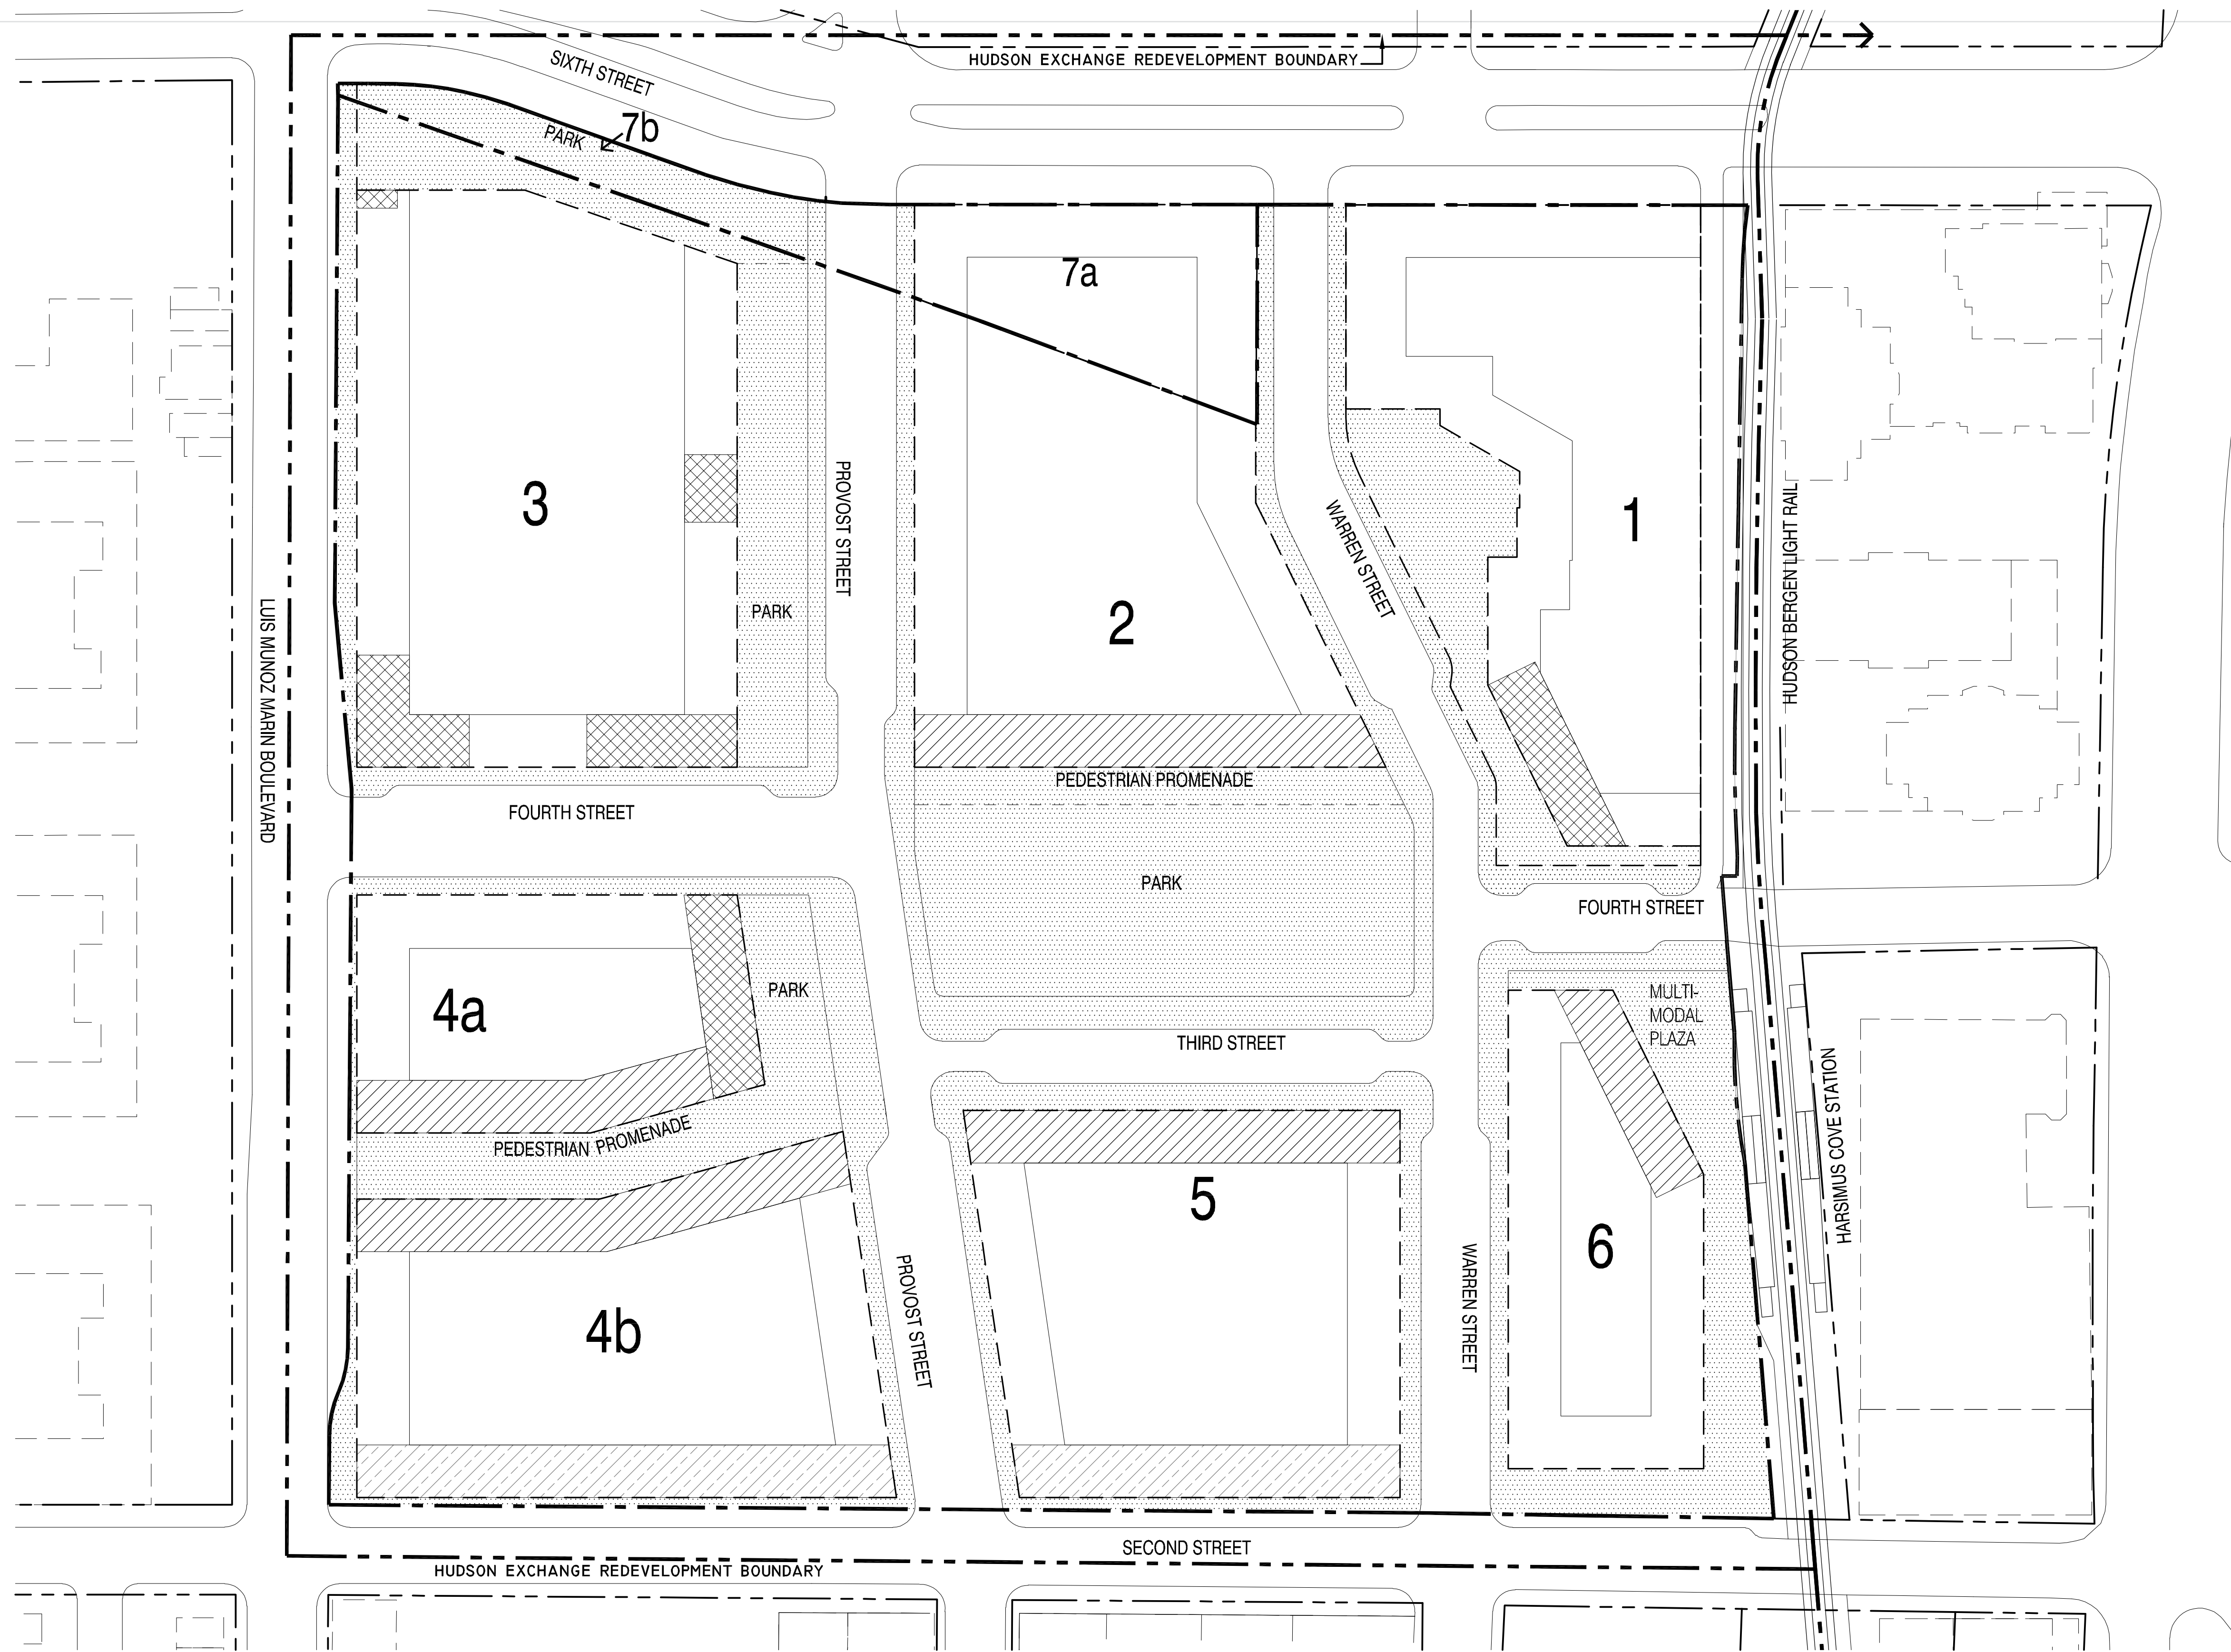 SIXTH STREET
HUDSON EXCHANGE REDEVELOPMENT BOUNDARY
PARK
7b
7a
3
PROVOST STREET
WARREN STREET
1
HUDSON BERGEN LIGHT RAIL
PARK
2
LUIS MUNOZ MARIN BOULEVARD
PEDESTRIAN PROMENADE
FOURTH STREET
PARK
FOURTH STREET
4a
PARK
MULTI-
MODAL
PLAZA
THIRD STREET
HARSIMUS COVE STATION
PEDESTRIAN PROMENADE
5
6
PROVOST STREET
WARREN STREET
4b
SECOND STREET
HUDSON EXCHANGE REDEVELOPMENT BOUNDARY